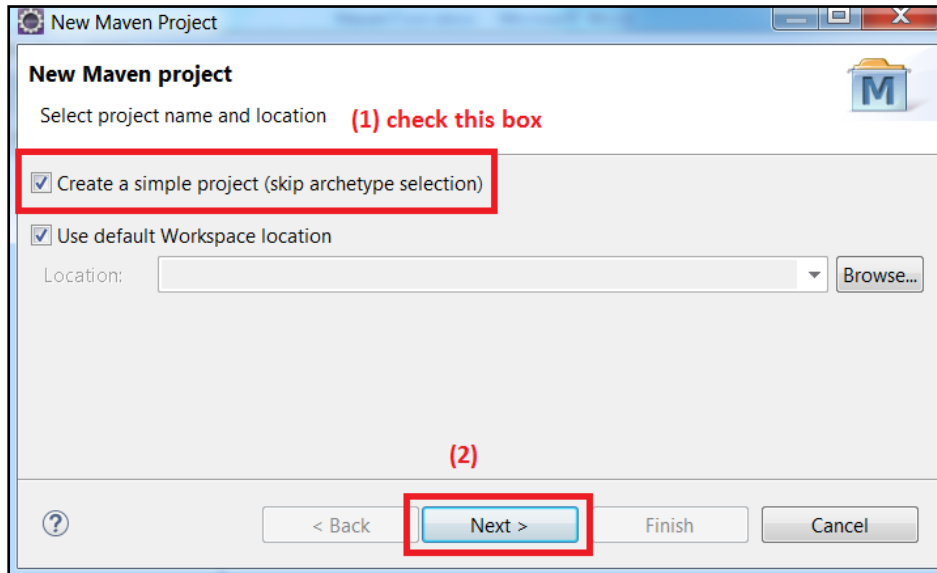 New Maven Project
X
New Maven project
M
Select project name and location (1) check this box
Create a simple project (skip archetype selection)
Use default Workspace location
Location: Browse...
(2)
? < Back Next > Finish Cancel